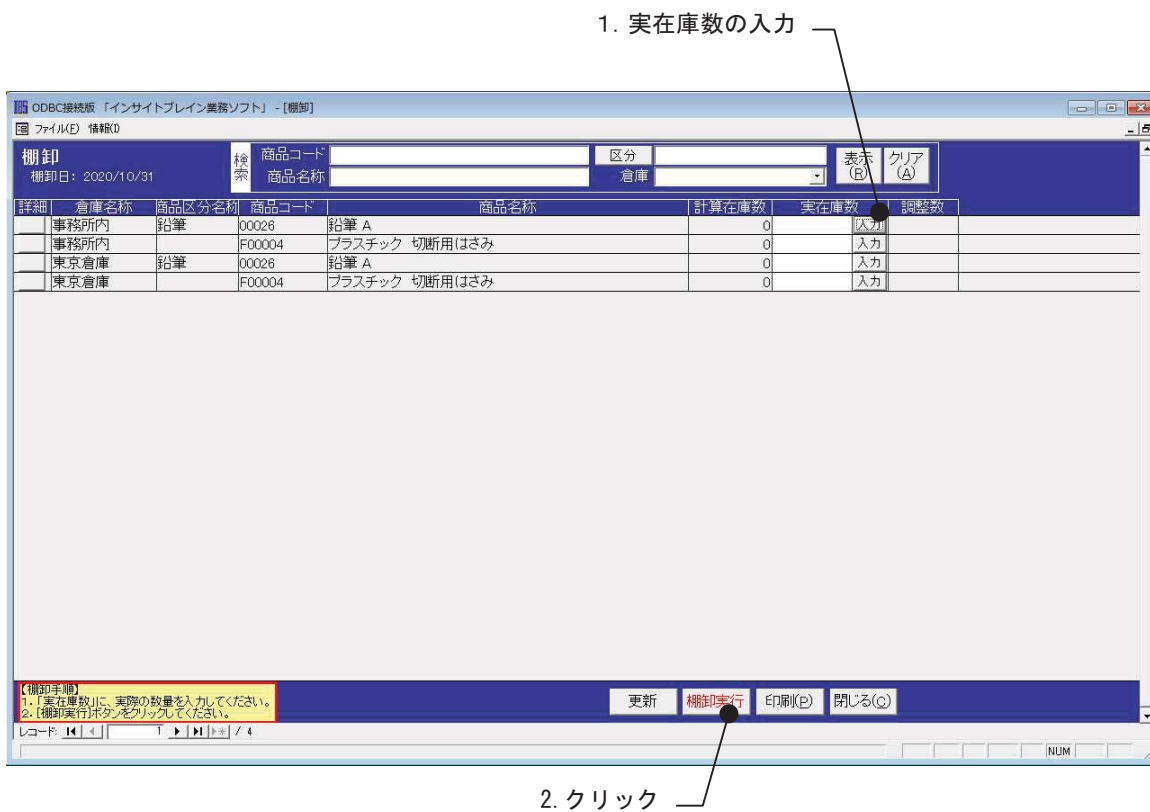 1. 実在庫数の入力
ODBC接続版 「インサイトブレイン業務ソフト」 - [棚卸]
ファイル(F) 情報(I)
棚卸
棚卸日: 2020/10/31
検索
商品コード
区分
商品名称
倉庫
表示(R)
クリア(A)
詳細 倉庫名称 商品区分名称 商品コード 商品名称 計算在庫数 実在庫数 調整数
事務所内 鉛筆 00026 鉛筆 A 0 入力
事務所内 F00004 プラスチック 切断用はさみ 0 入力
東京倉庫 鉛筆 00026 鉛筆 A 0 入力
東京倉庫 F00004 プラスチック 切断用はさみ 0 入力
【棚卸手順】
1.「実在庫数」に、実際の数量を入力してください。
2.[棚卸実行]ボタンをクリックしてください。
更新 棚卸実行 印刷(P) 閉じる(C)
レコード: 1 / 4
NUM
2.クリック